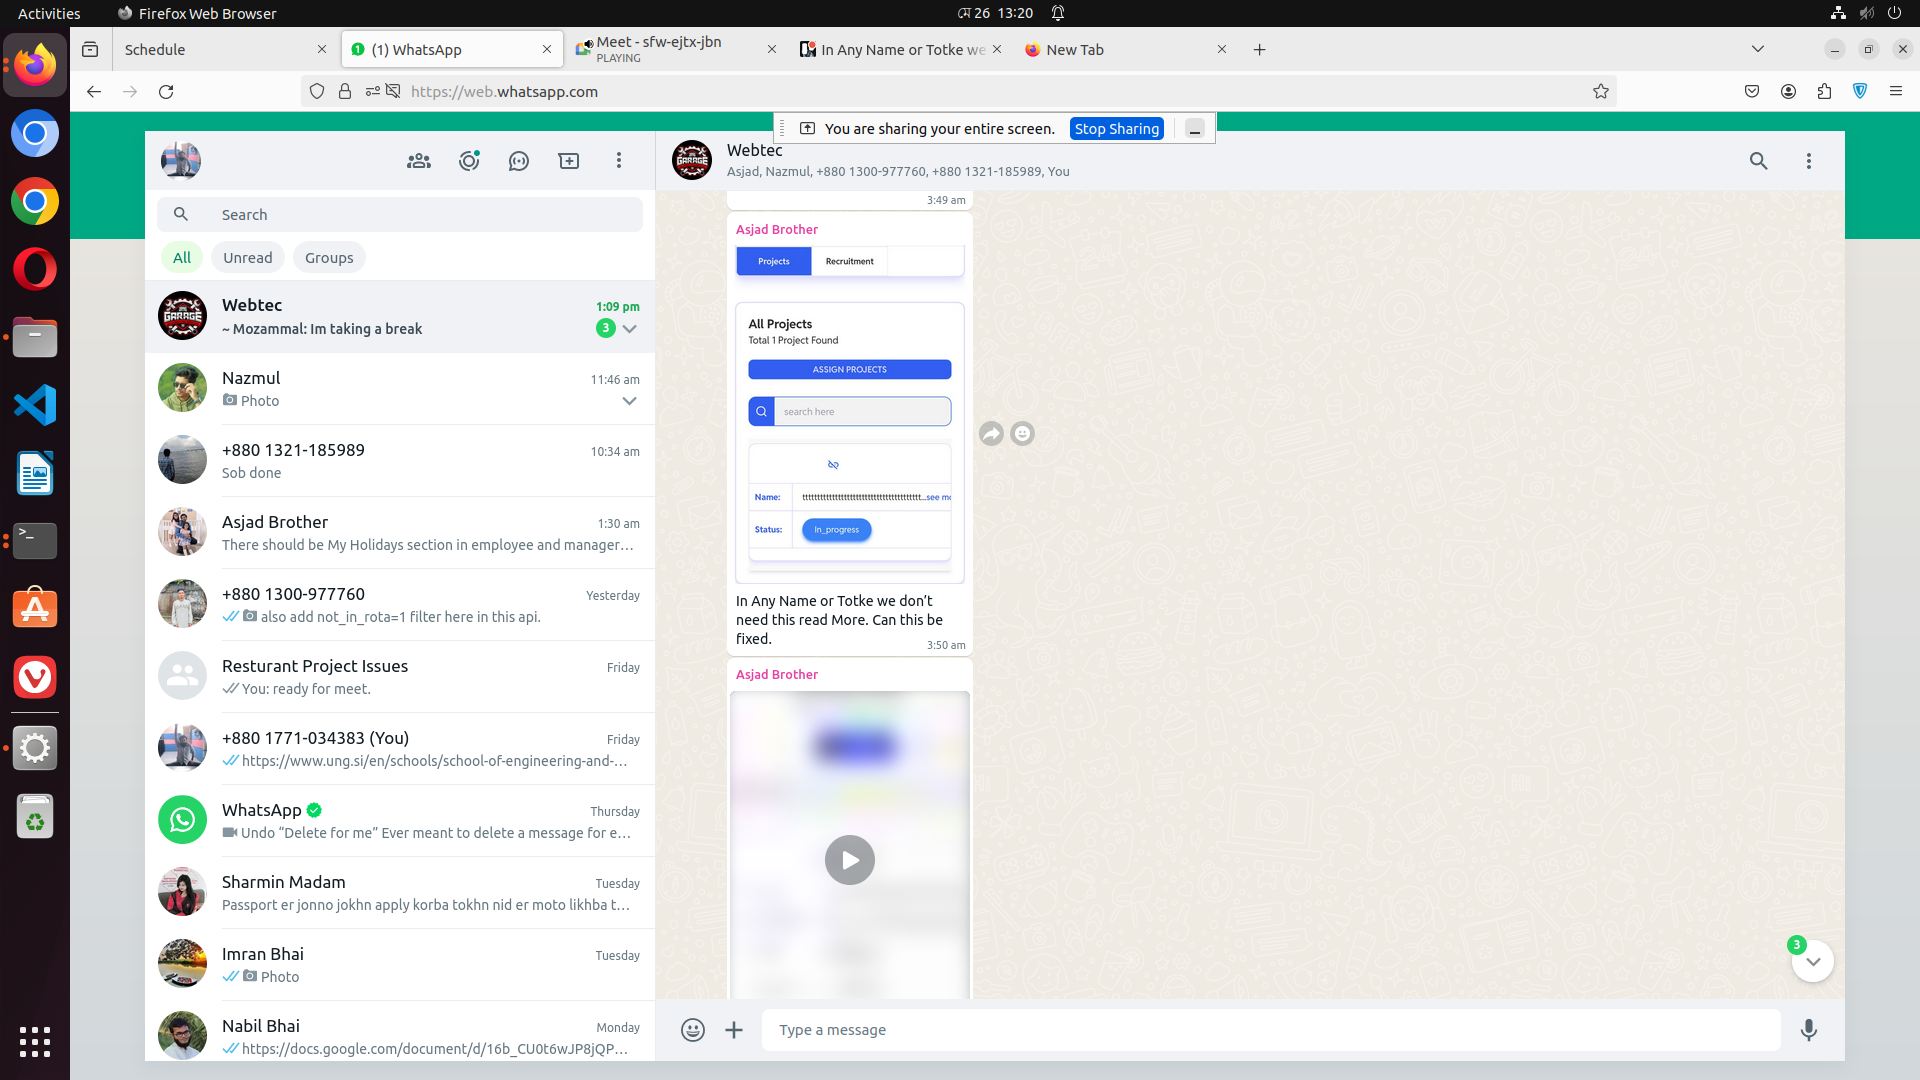 Activities
Firefox Web Browser
মে 26 13:20
Schedule
(1) WhatsApp
Meet - sfw-ejtx-jbn
PLAYING
In Any Name or Totke we
New Tab
https://web.whatsapp.com
You are sharing your entire screen.
Stop Sharing
Search
All
Unread
Groups
Webtec
1:09 pm
~ Mozammal: Im taking a break
3
Nazmul
11:46 am
Photo
+880 1321-185989
10:34 am
Sob done
Asjad Brother
1:30 am
There should be My Holidays section in employee and manager...
+880 1300-977760
Yesterday
also add not_in_rota=1 filter here in this api.
Resturant Project Issues
Friday
You: ready for meet.
+880 1771-034383 (You)
Friday
https://www.ung.si/en/schools/school-of-engineering-and-...
WhatsApp
Thursday
Undo “Delete for me” Ever meant to delete a message for e...
Sharmin Madam
Tuesday
Passport er jonno jokhn apply korba tokhn nid er moto likhba t...
Imran Bhai
Tuesday
Photo
Nabil Bhai
Monday
https://docs.google.com/document/d/16b_CU0t6wJP8jQP...
Webtec
Asjad, Nazmul, +880 1300-977760, +880 1321-185989, You
3:49 am
Asjad Brother
Projects
Recruitment
All Projects
Total 1 Project Found
ASSIGN PROJECTS
search here
Name:
...see mo
Status:
In_progress
In Any Name or Totke we don’t
need this read More. Can this be
fixed.
3:50 am
Asjad Brother
3
Type a message
GARAGE